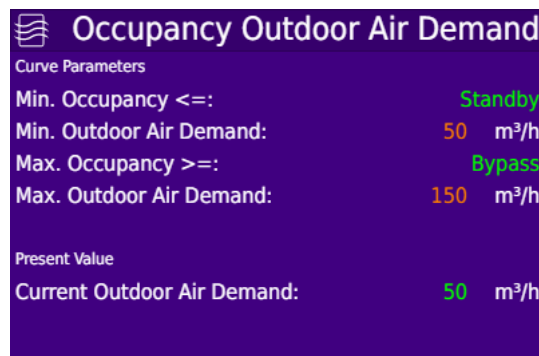 Occupancy Outdoor Air Demand
Curve Parameters
Min. Occupancy <=: Standby
Min. Outdoor Air Demand: 50 m³/h
Max. Occupancy >=: Bypass
Max. Outdoor Air Demand: 150 m³/h
Present Value
Current Outdoor Air Demand: 50 m³/h